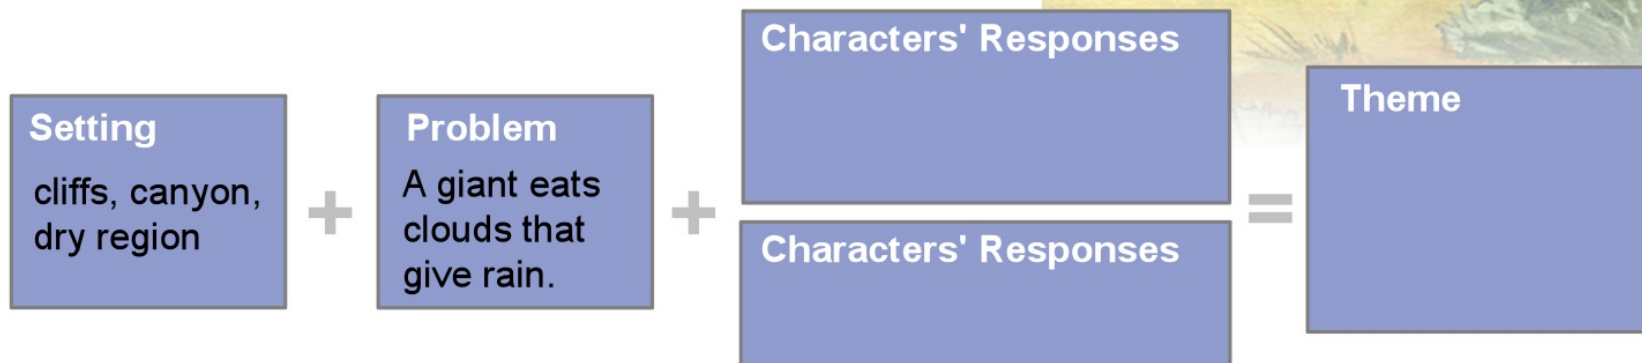 Setting
cliffs, canyon,
dry region
+
Problem
A giant eats
clouds that
give rain.
+
Characters' Responses
Characters' Responses
=
Theme